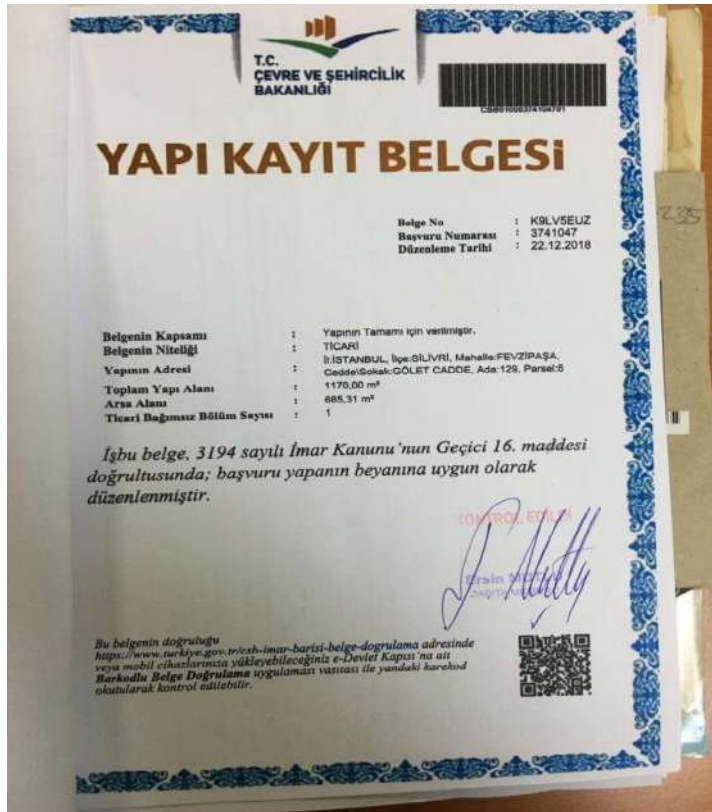 T.C.
ÇEVRE VE ŞEHİRCİLİK
BAKANLIĞI
YAPI KAYIT BELGESİ
Belge No : K9LV5EUZ
Başvuru Numarası : 3741047
Düzenleme Tarihi : 22.12.2018
Belgenin Kapsamı : Yapının Tamamı için verilmiştir.
Belgenin Niteliği : TİCARİ
Yapının Adresi : İl:İSTANBUL, İlçe:SİLİVRİ, Mahalle:FEVZİPAŞA,
Cadde\Sokak:GÖLET CADDE, Ada:129, Parsel:6
Toplam Yapı Alanı : 1170,00 m²
Arsa Alanı : 685,31 m²
Ticari Bağımsız Bölüm Sayısı : 1
İşbu belge, 3194 sayılı İmar Kanunu'nun Geçici 16. maddesi
doğrultusunda; başvuru yapanın beyanına uygun olarak
düzenlenmiştir.
KONTROL EDİLDİ
Ersin
Bu belgenin doğruluğu
https://www.turkiye.gov.tr/csb-imar-barisi-belge-dogrulama adresinde
veya mobil cihazlarınıza yükleyebileceğiniz e-Devlet Kapısı'na ait
Barkodlu Belge Doğrulama uygulaması vasıtası ile yandaki karekod
okutularak kontrol edilebilir.
235